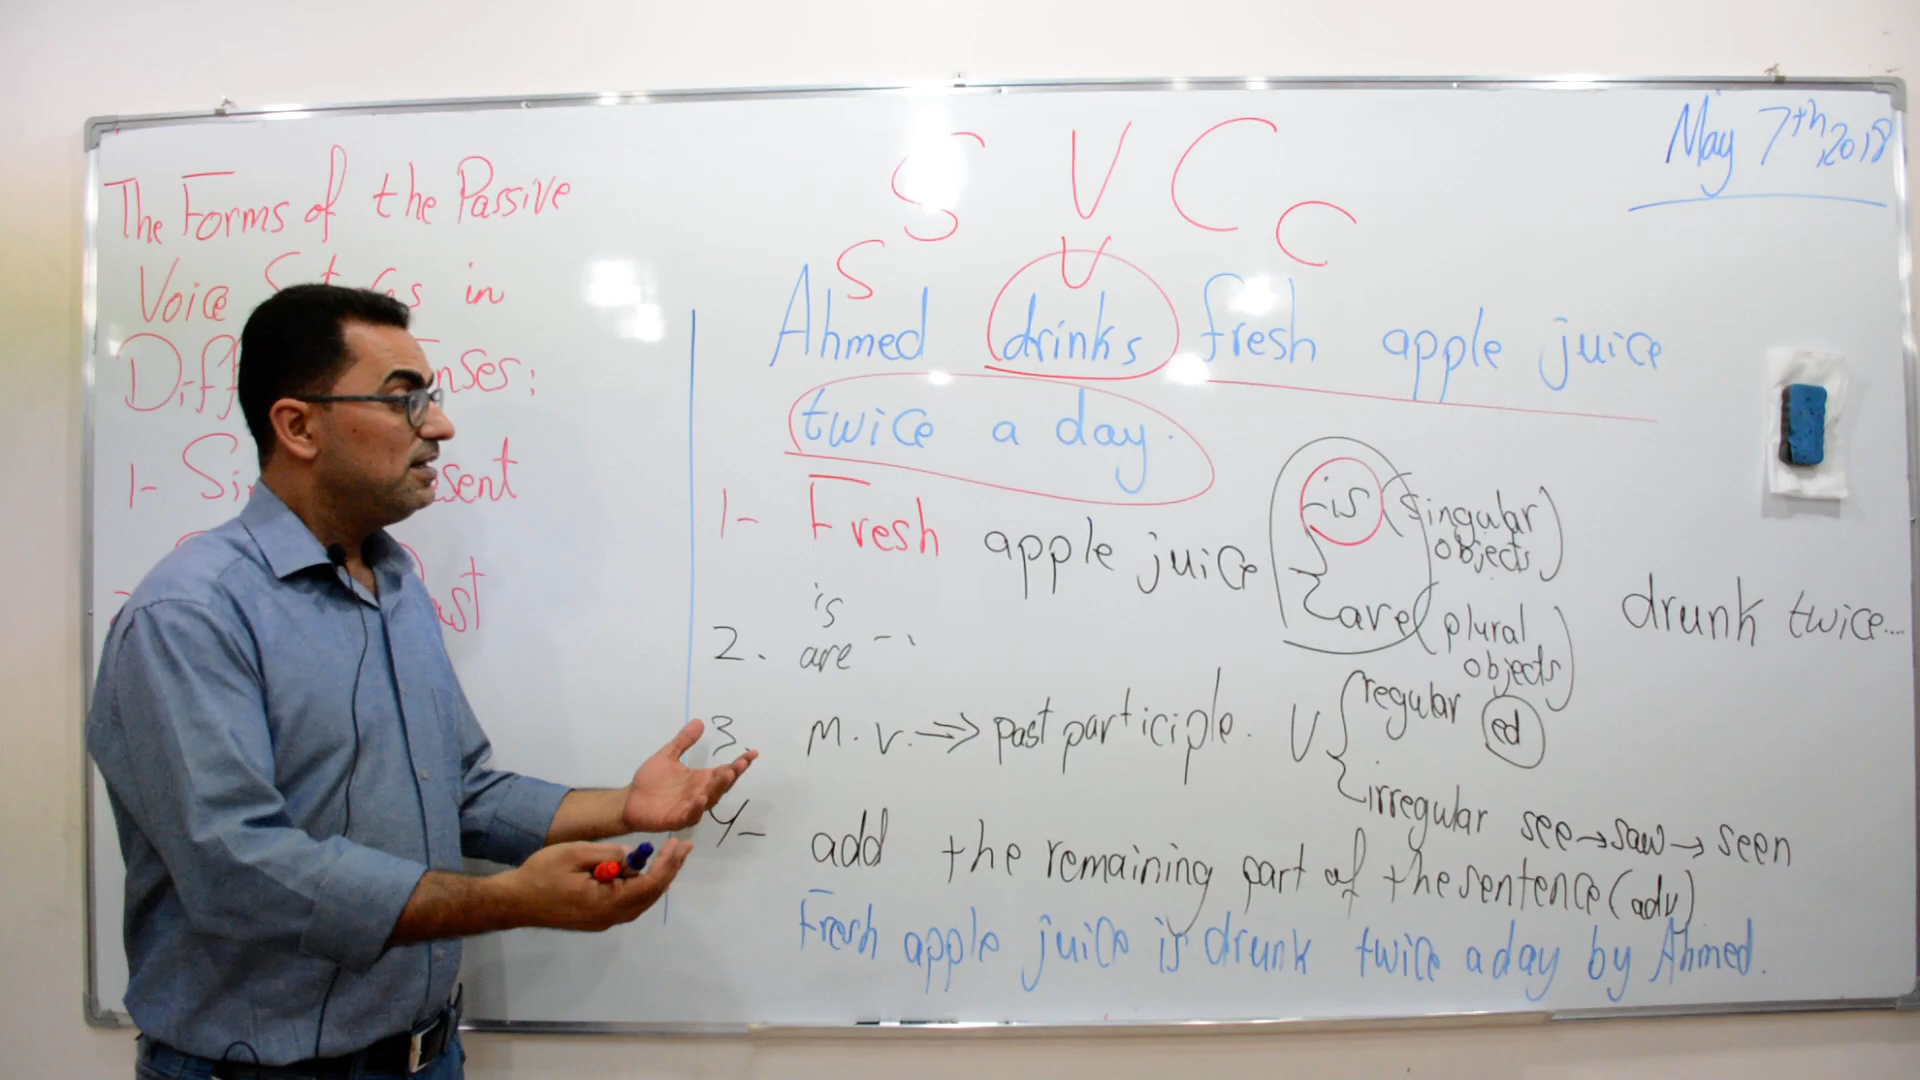 The Forms of the Passive
Voice in
1-
May 7th, 2018
S V C
S V C
Ahmed drinks fresh apple juice
twice a day.
1- Fresh apple juice
is (singular
objects)
are (plural
objects)
drunk twice...
2. is
are
3. m.v. ⇒ past participle. V
regular ed
irregular see→saw→seen
4- add the remaining part of the sentence (adv)
Fresh apple juice is drunk twice a day by Ahmed.